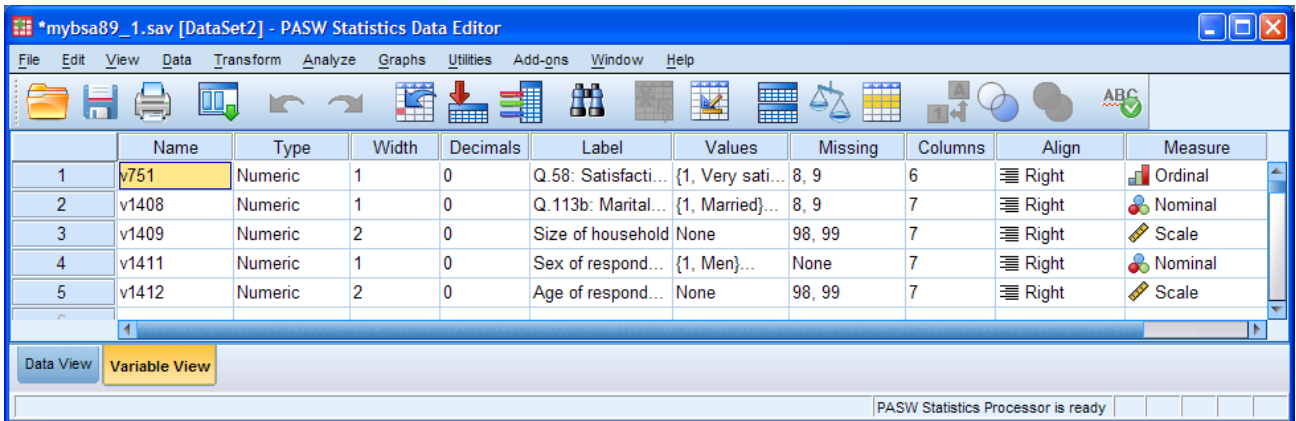 *mybsa89_1.sav [DataSet2] - PASW Statistics Data Editor
File Edit View Data Transform Analyze Graphs Utilities Add-ons Window Help
A 1 ABC
Name Type Width Decimals Label Values Missing Columns Align Measure
1 v751 Numeric 1 0 Q.58: Satisfacti... {1, Very sati... 8, 9 6 Right Ordinal
2 v1408 Numeric 1 0 Q.113b: Marital... {1, Married}... 8, 9 7 Right Nominal
3 v1409 Numeric 2 0 Size of household None 98, 99 7 Right Scale
4 v1411 Numeric 1 0 Sex of respond... {1, Men}... None 7 Right Nominal
5 v1412 Numeric 2 0 Age of respond... None 98, 99 7 Right Scale
Data View Variable View
PASW Statistics Processor is ready